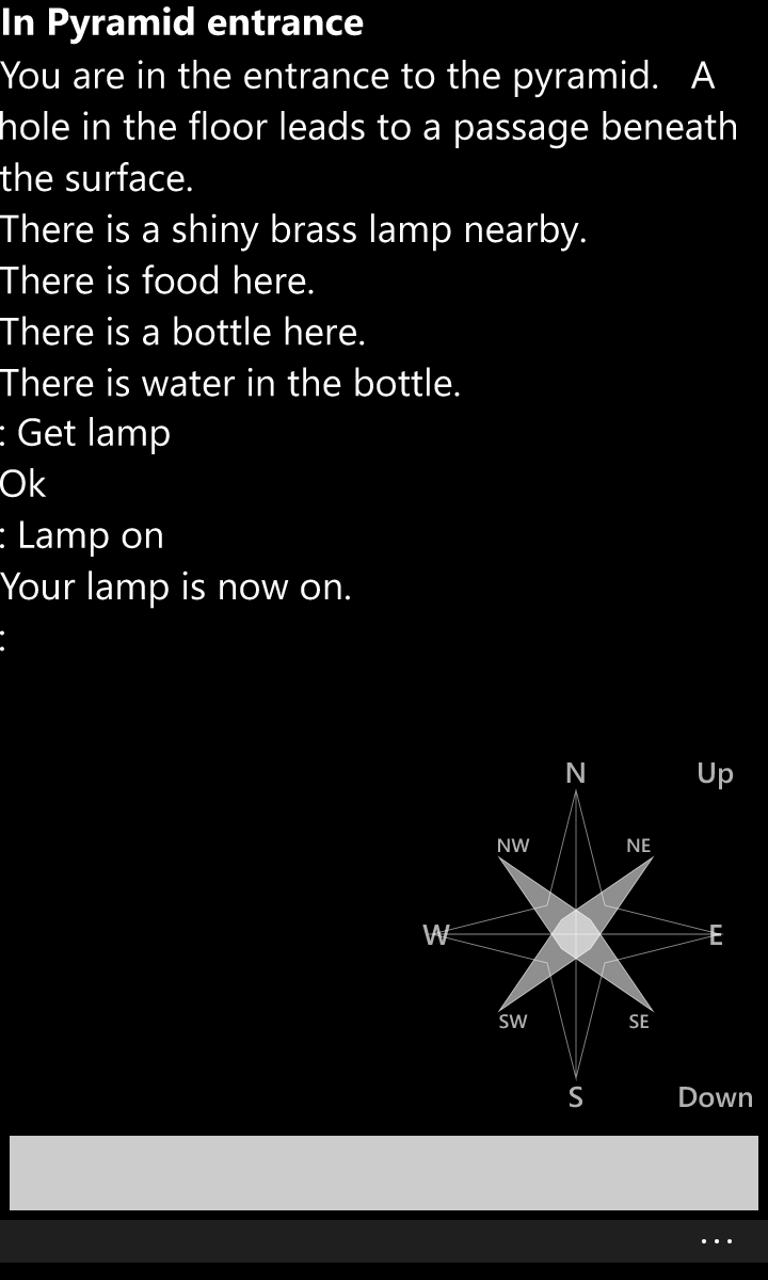 In Pyramid entrance
You are in the entrance to the pyramid.   A
hole in the floor leads to a passage beneath
the surface.
There is a shiny brass lamp nearby.
There is food here.
There is a bottle here.
There is water in the bottle.
: Get lamp
Ok
: Lamp on
Your lamp is now on.
:
N
Up
NW
NE
W
E
SW
SE
S
Down
...